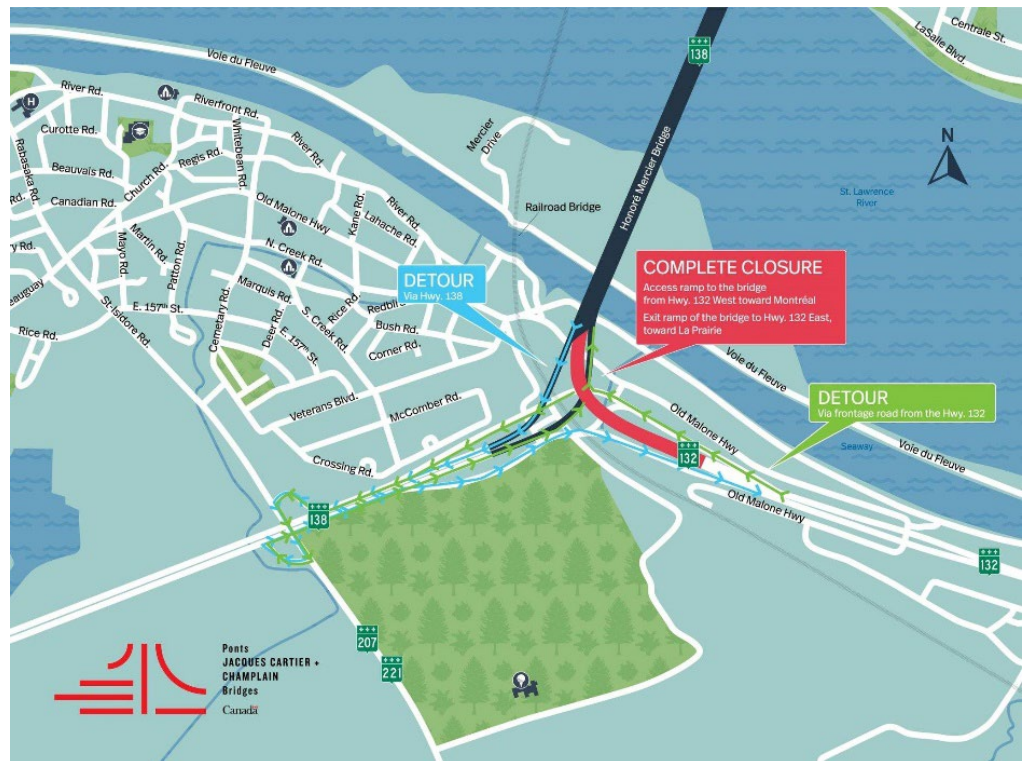 Centrale St.
LaSalle Blvd.
Voie du Fleuve
138
River Rd.
Riverfront Rd.
H
Curotte Rd.
Whitebean Rd.
River Rd.
Mercier
Drive
N
Rabasaka Rd.
Regis Rd.
Church Rd.
Beauvais Rd.
Honoré Mercier Bridge
St. Lawrence
River
Canadian Rd.
Old Malone Hwy
Kane Rd.
River Rd.
Lahache Rd.
Railroad Bridge
Mayo Rd.
Martin Rd.
Patton Rd.
N. Creek Rd.
ry Rd.
eauguay
DETOUR
Via Hwy. 138
COMPLETE CLOSURE
Access ramp to the bridge
from Hwy. 132 West toward Montréal
Exit ramp of the bridge to Hwy. 132 East,
toward La Prairie
Marquis Rd.
S. Creek Rd.
Rice Rd.
Redbli
E. 157th St.
St-Isidore Rd.
Cemetary Rd.
Deer Rd.
E. 157th St.
Bush Rd.
Rice Rd.
Corner Rd.
Voie du Fleuve
DETOUR
Via frontage road from the Hwy. 132
Veterans Blvd.
McComber Rd.
Old Malone Hwy
Voie du Fleuve
Seaway
Crossing Rd.
132
Old Malone Hwy
138
132
207
221
Ponts
JACQUES CARTIER +
CHAMPLAIN
Bridges
Canada